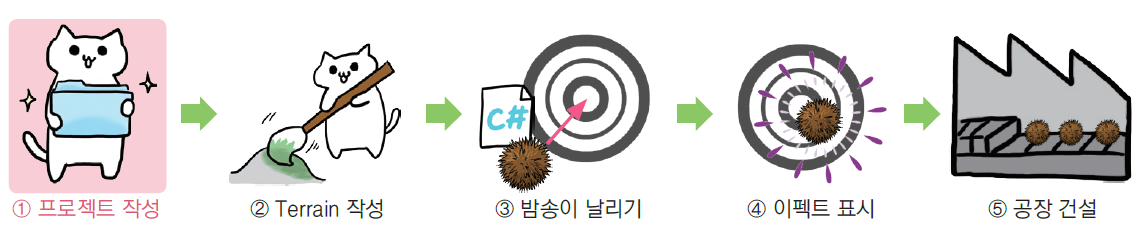 C#
① 프로젝트 작성
② Terrain 작성
③ 밤송이 날리기
④ 이펙트 표시
⑤ 공장 건설